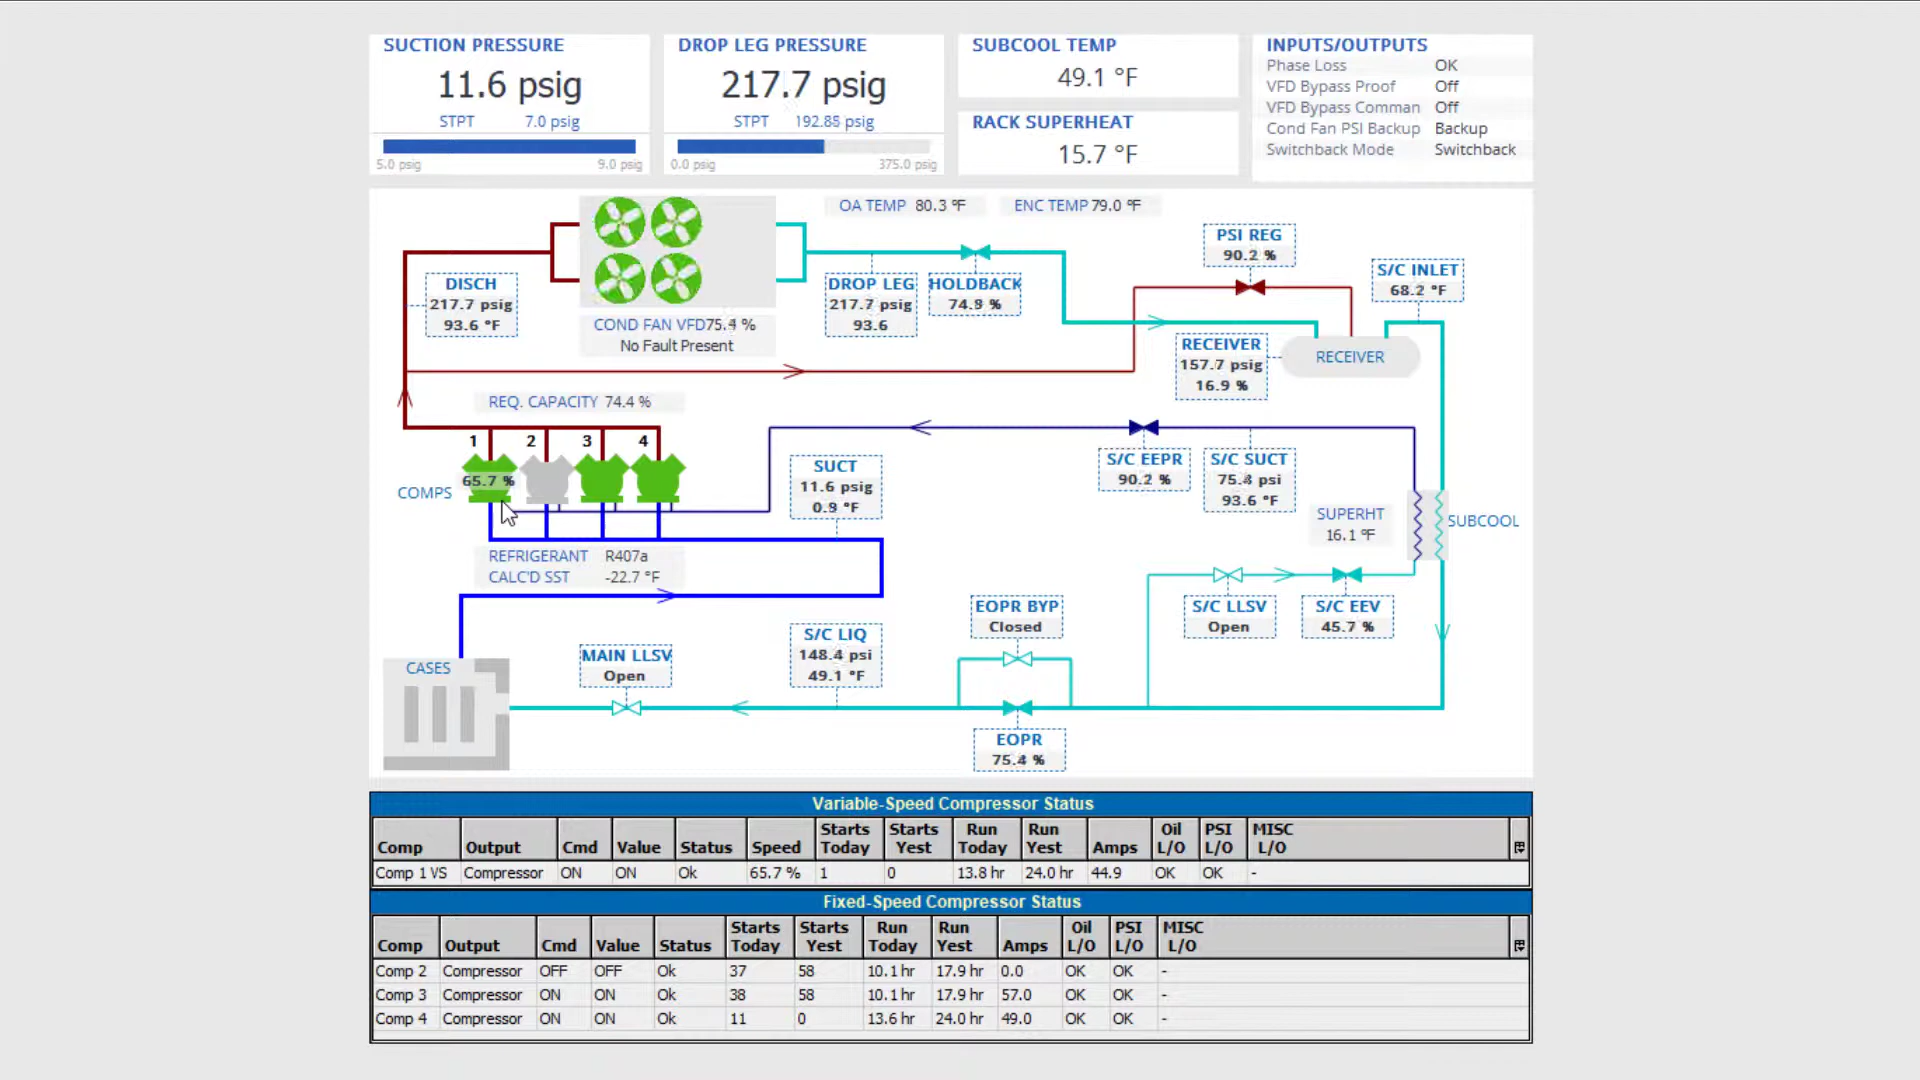 SUCTION PRESSURE
11.6 psig
STPT 7.0 psig
5.0 psig 9.0 psig
DROP LEG PRESSURE
217.7 psig
STPT 192.85 psig
0.0 psig 375.0 psig
SUBCOOL TEMP
49.1 °F
RACK SUPERHEAT
15.7 °F
INPUTS/OUTPUTS
Phase Loss OK
VFD Bypass Proof Off
VFD Bypass Comman Off
Cond Fan PSI Backup Backup
Switchback Mode Switchback
OA TEMP 80.3 °F ENC TEMP 79.0 °F
PSI REG
90.2 %
S/C INLET
68.2 °F
DISCH
217.7 psig
93.6 °F
DROP LEG
217.7 psig
93.6
HOLDBACK
74.9 %
COND FAN VFD 75.4 %
No Fault Present
RECEIVER
157.7 psig
16.9 %
RECEIVER
REQ. CAPACITY 74.4 %
1 2 3 4
65.7 %
COMPS
SUCT
11.6 psig
0.9 °F
S/C EEPR
90.2 %
S/C SUCT
75.4 psi
93.6 °F
SUPERHT
16.1 °F
SUBCOOL
REFRIGERANT R407a
CALC'D SST -22.7 °F
EOPR BYP
Closed
S/C LLSV
Open
S/C EEV
45.7 %
CASES
MAIN LLSV
Open
S/C LIQ
148.4 psi
49.1 °F
EOPR
75.4 %
Variable-Speed Compressor Status
Comp Output Cmd Value Status Speed Starts Today Starts Yest Run Today Run Yest Amps Oil L/O PSI L/O MISC L/O
Comp 1 VS Compressor ON ON Ok 65.7 % 1 0 13.8 hr 24.0 hr 44.9 OK OK -
Fixed-Speed Compressor Status
Comp Output Cmd Value Status Starts Today Starts Yest Run Today Run Yest Amps Oil L/O PSI L/O MISC L/O
Comp 2 Compressor OFF OFF Ok 37 58 10.1 hr 17.9 hr 0.0 OK OK -
Comp 3 Compressor ON ON Ok 38 58 10.1 hr 17.9 hr 57.0 OK OK -
Comp 4 Compressor ON ON Ok 11 0 13.6 hr 24.0 hr 49.0 OK OK -